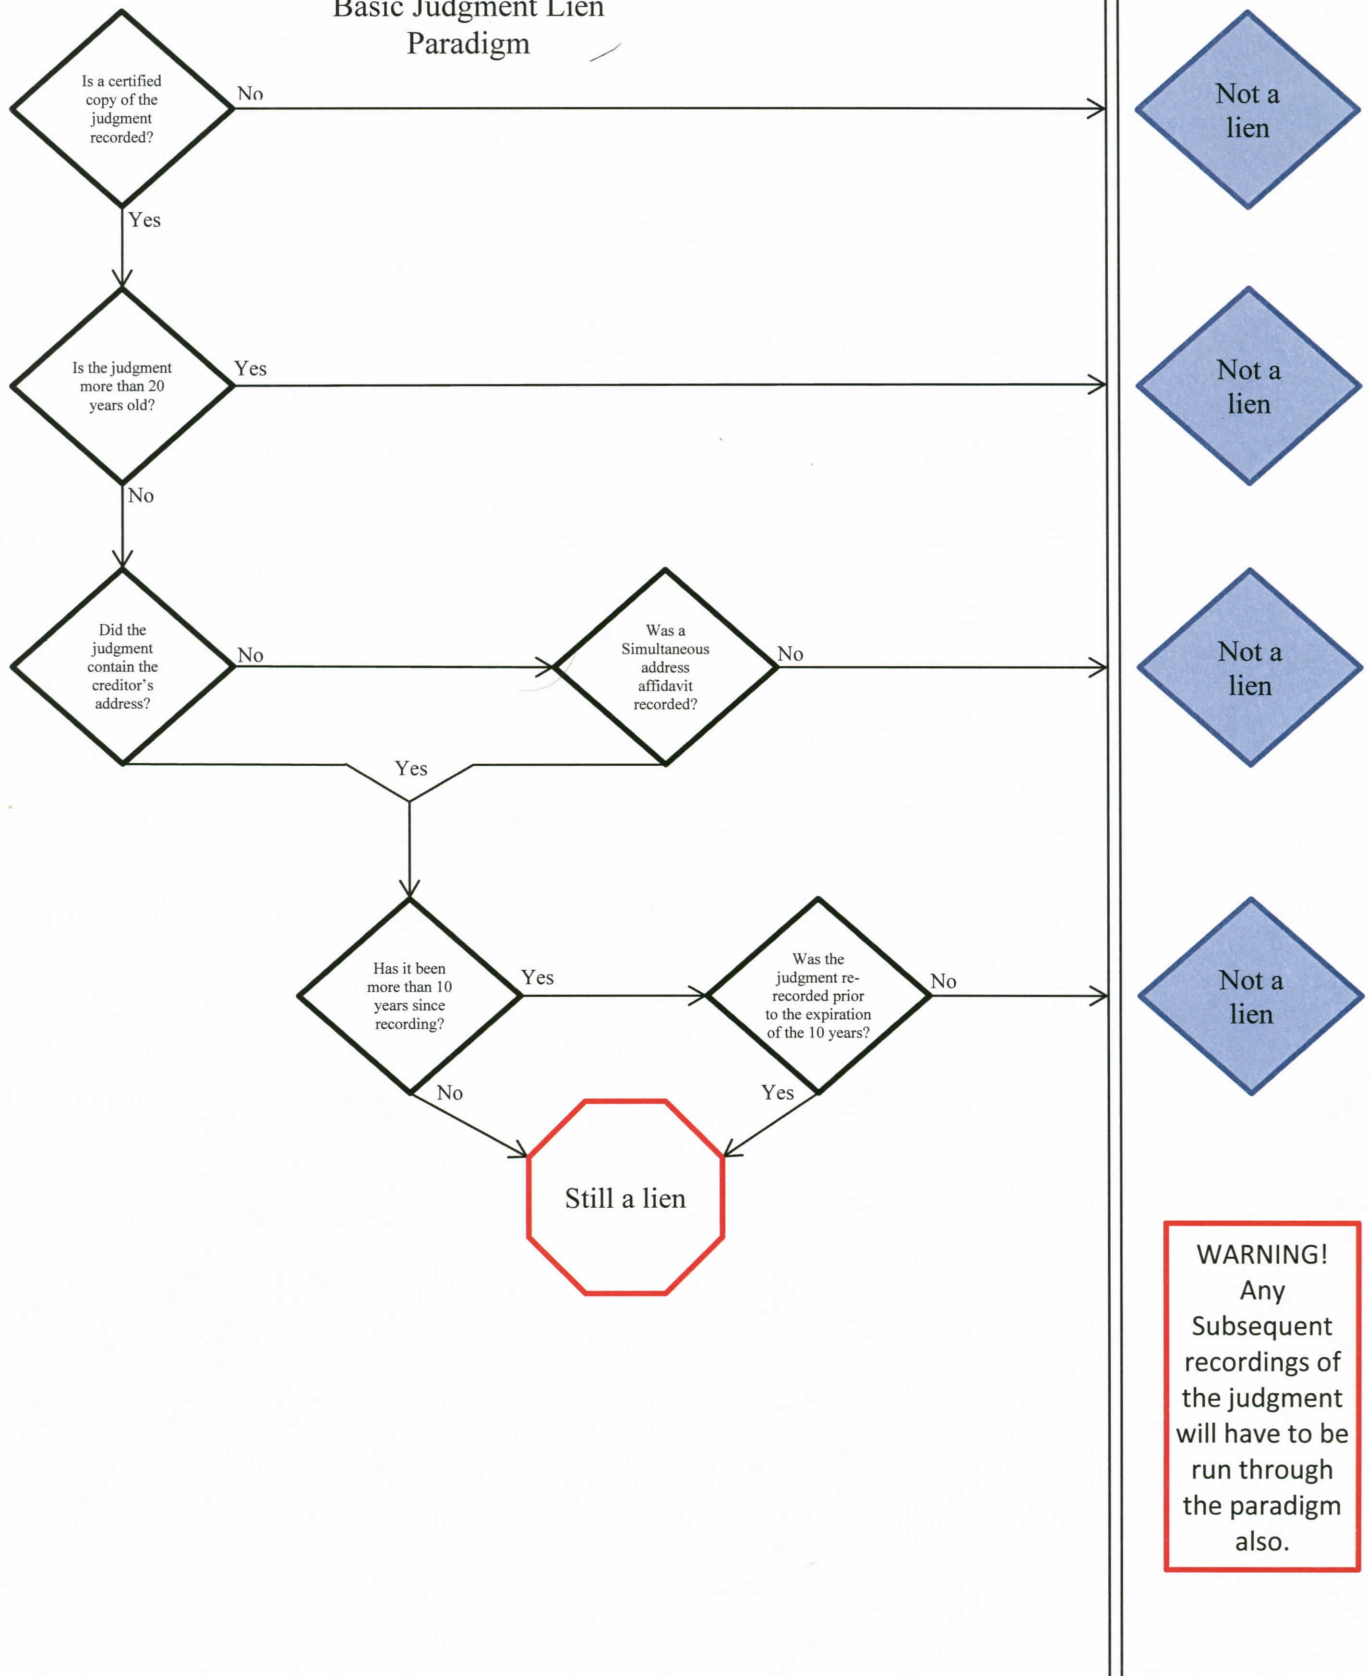 Basic Judgment Lien
Paradigm
Is a certified
copy of the
judgment
recorded?
No
Not a
lien
Yes
Is the judgment
more than 20
years old?
Yes
Not a
lien
No
Did the
judgment
contain the
creditor's
address?
No
Was a
Simultaneous
address
affidavit
recorded?
No
Not a
lien
Yes
Has it been
more than 10
years since
recording?
Yes
Was the
judgment re-
recorded prior
to the expiration
of the 10 years?
No
Not a
lien
No
Yes
Still a lien
WARNING!
Any
Subsequent
recordings of
the judgment
will have to be
run through
the paradigm
also.